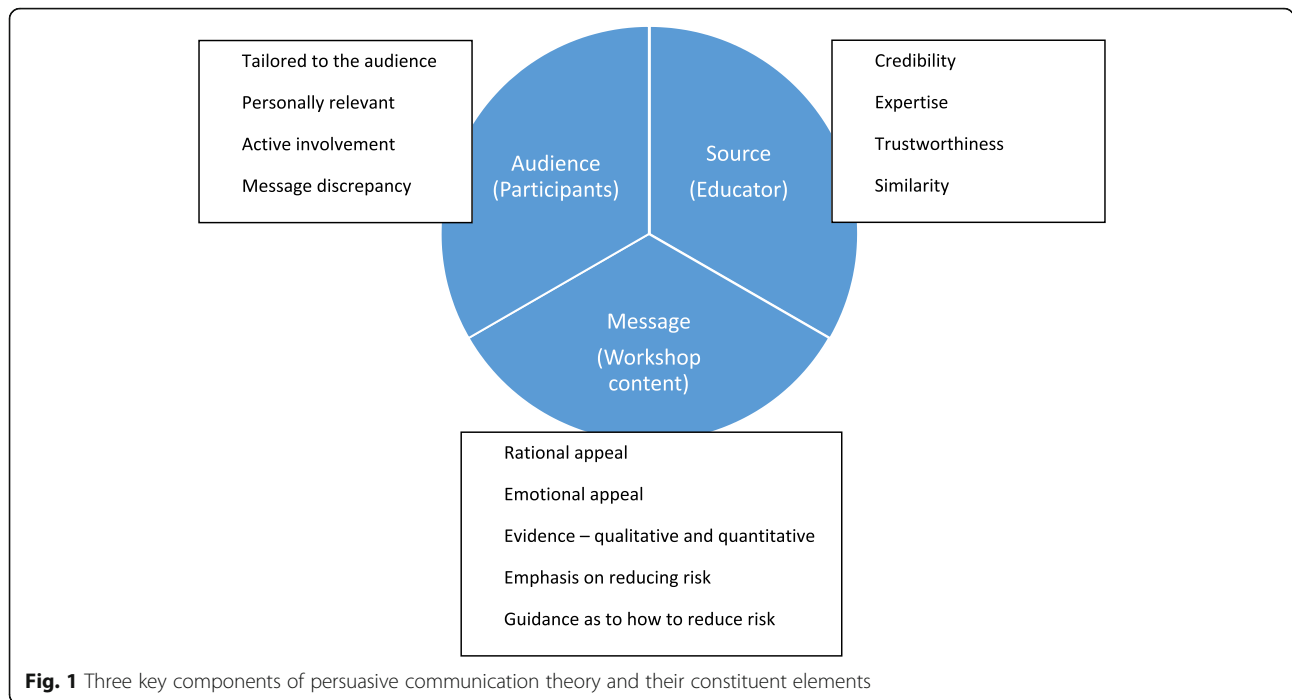 Tailored to the audience
Personally relevant
Active involvement
Message discrepancy
Audience
(Participants)
Source
(Educator)
Credibility
Expertise
Trustworthiness
Similarity
Message
(Workshop
content)
Rational appeal
Emotional appeal
Evidence – qualitative and quantitative
Emphasis on reducing risk
Guidance as to how to reduce risk
Fig. 1 Three key components of persuasive communication theory and their constituent elements